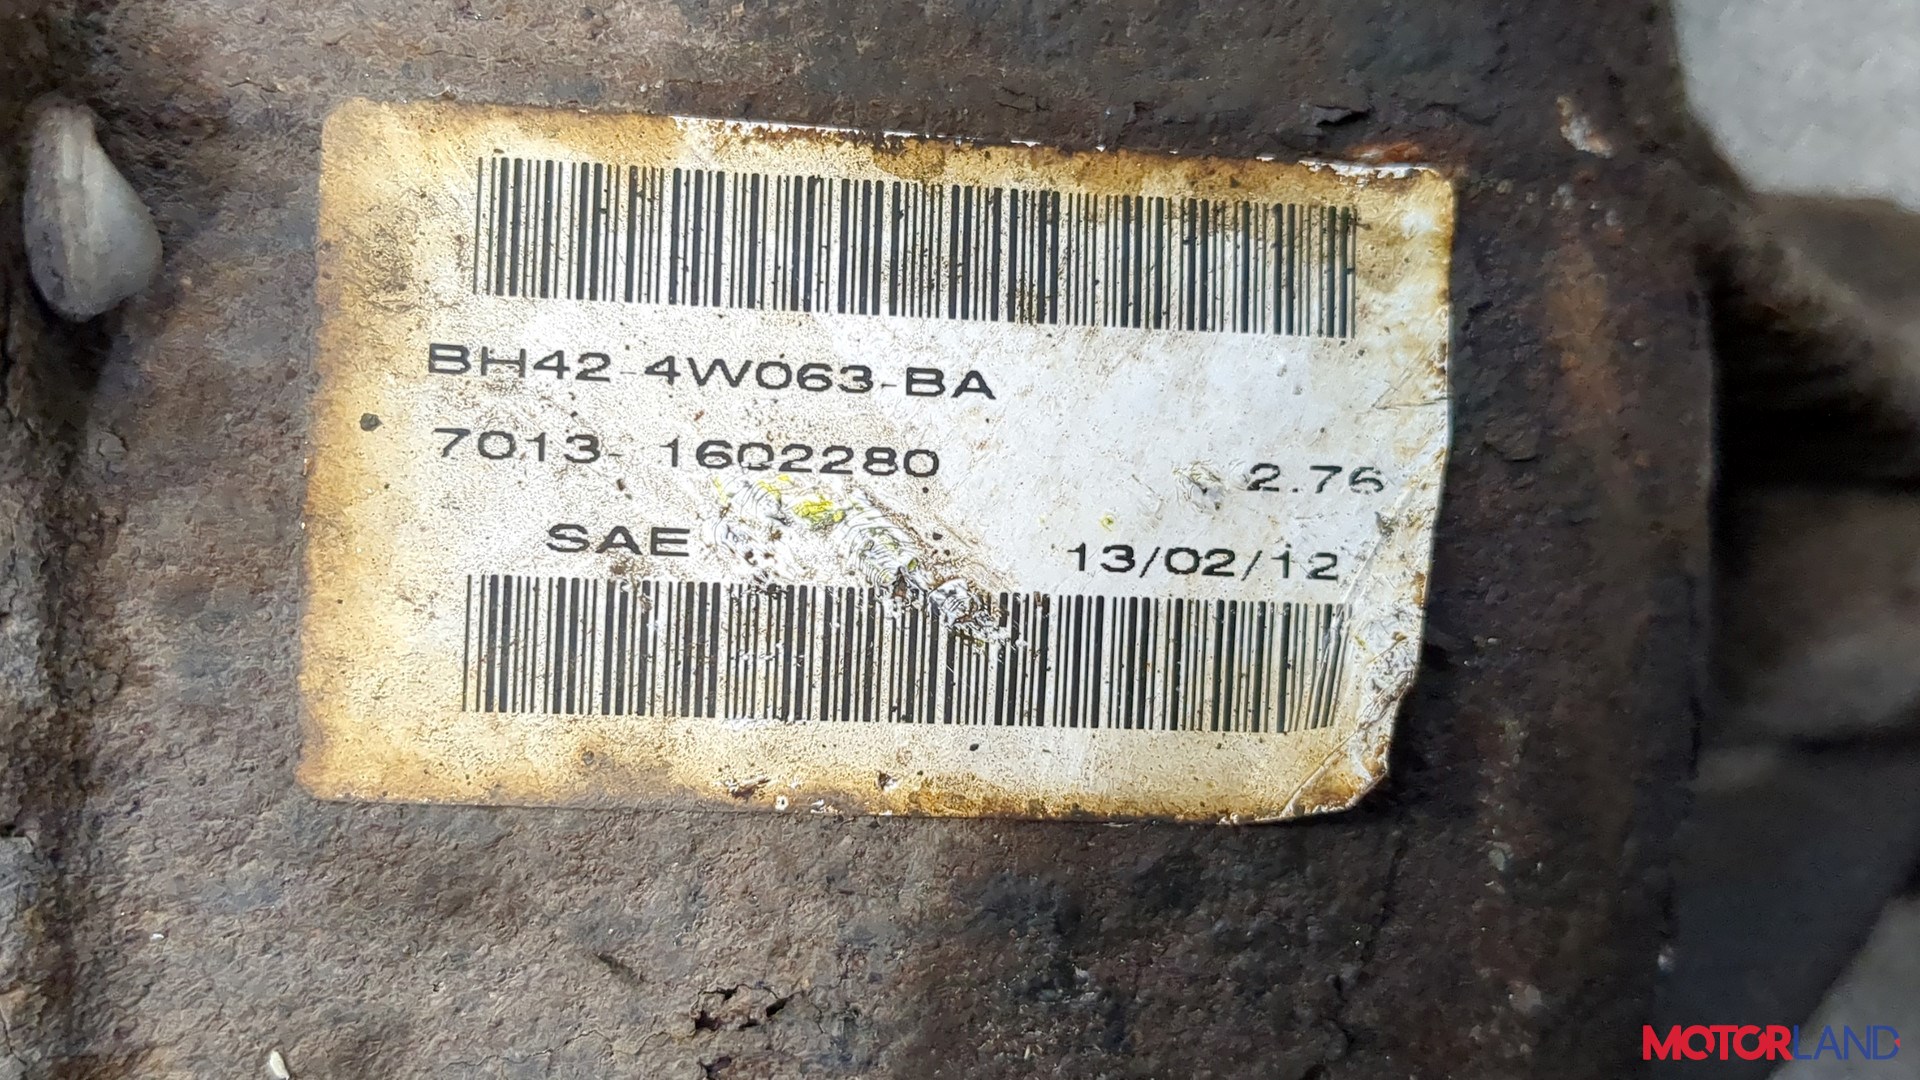 BH42-4W063-BA
7013- 1602280 2.76
SAE 13/02/12
MOTORLAND